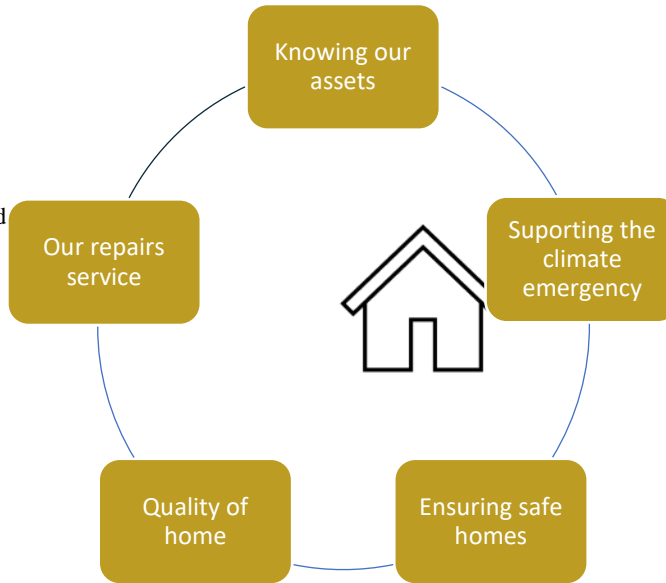 Knowing our
assets
Suporting the
climate
emergency
Ensuring safe
homes
Quality of
home
Our repairs
service
d